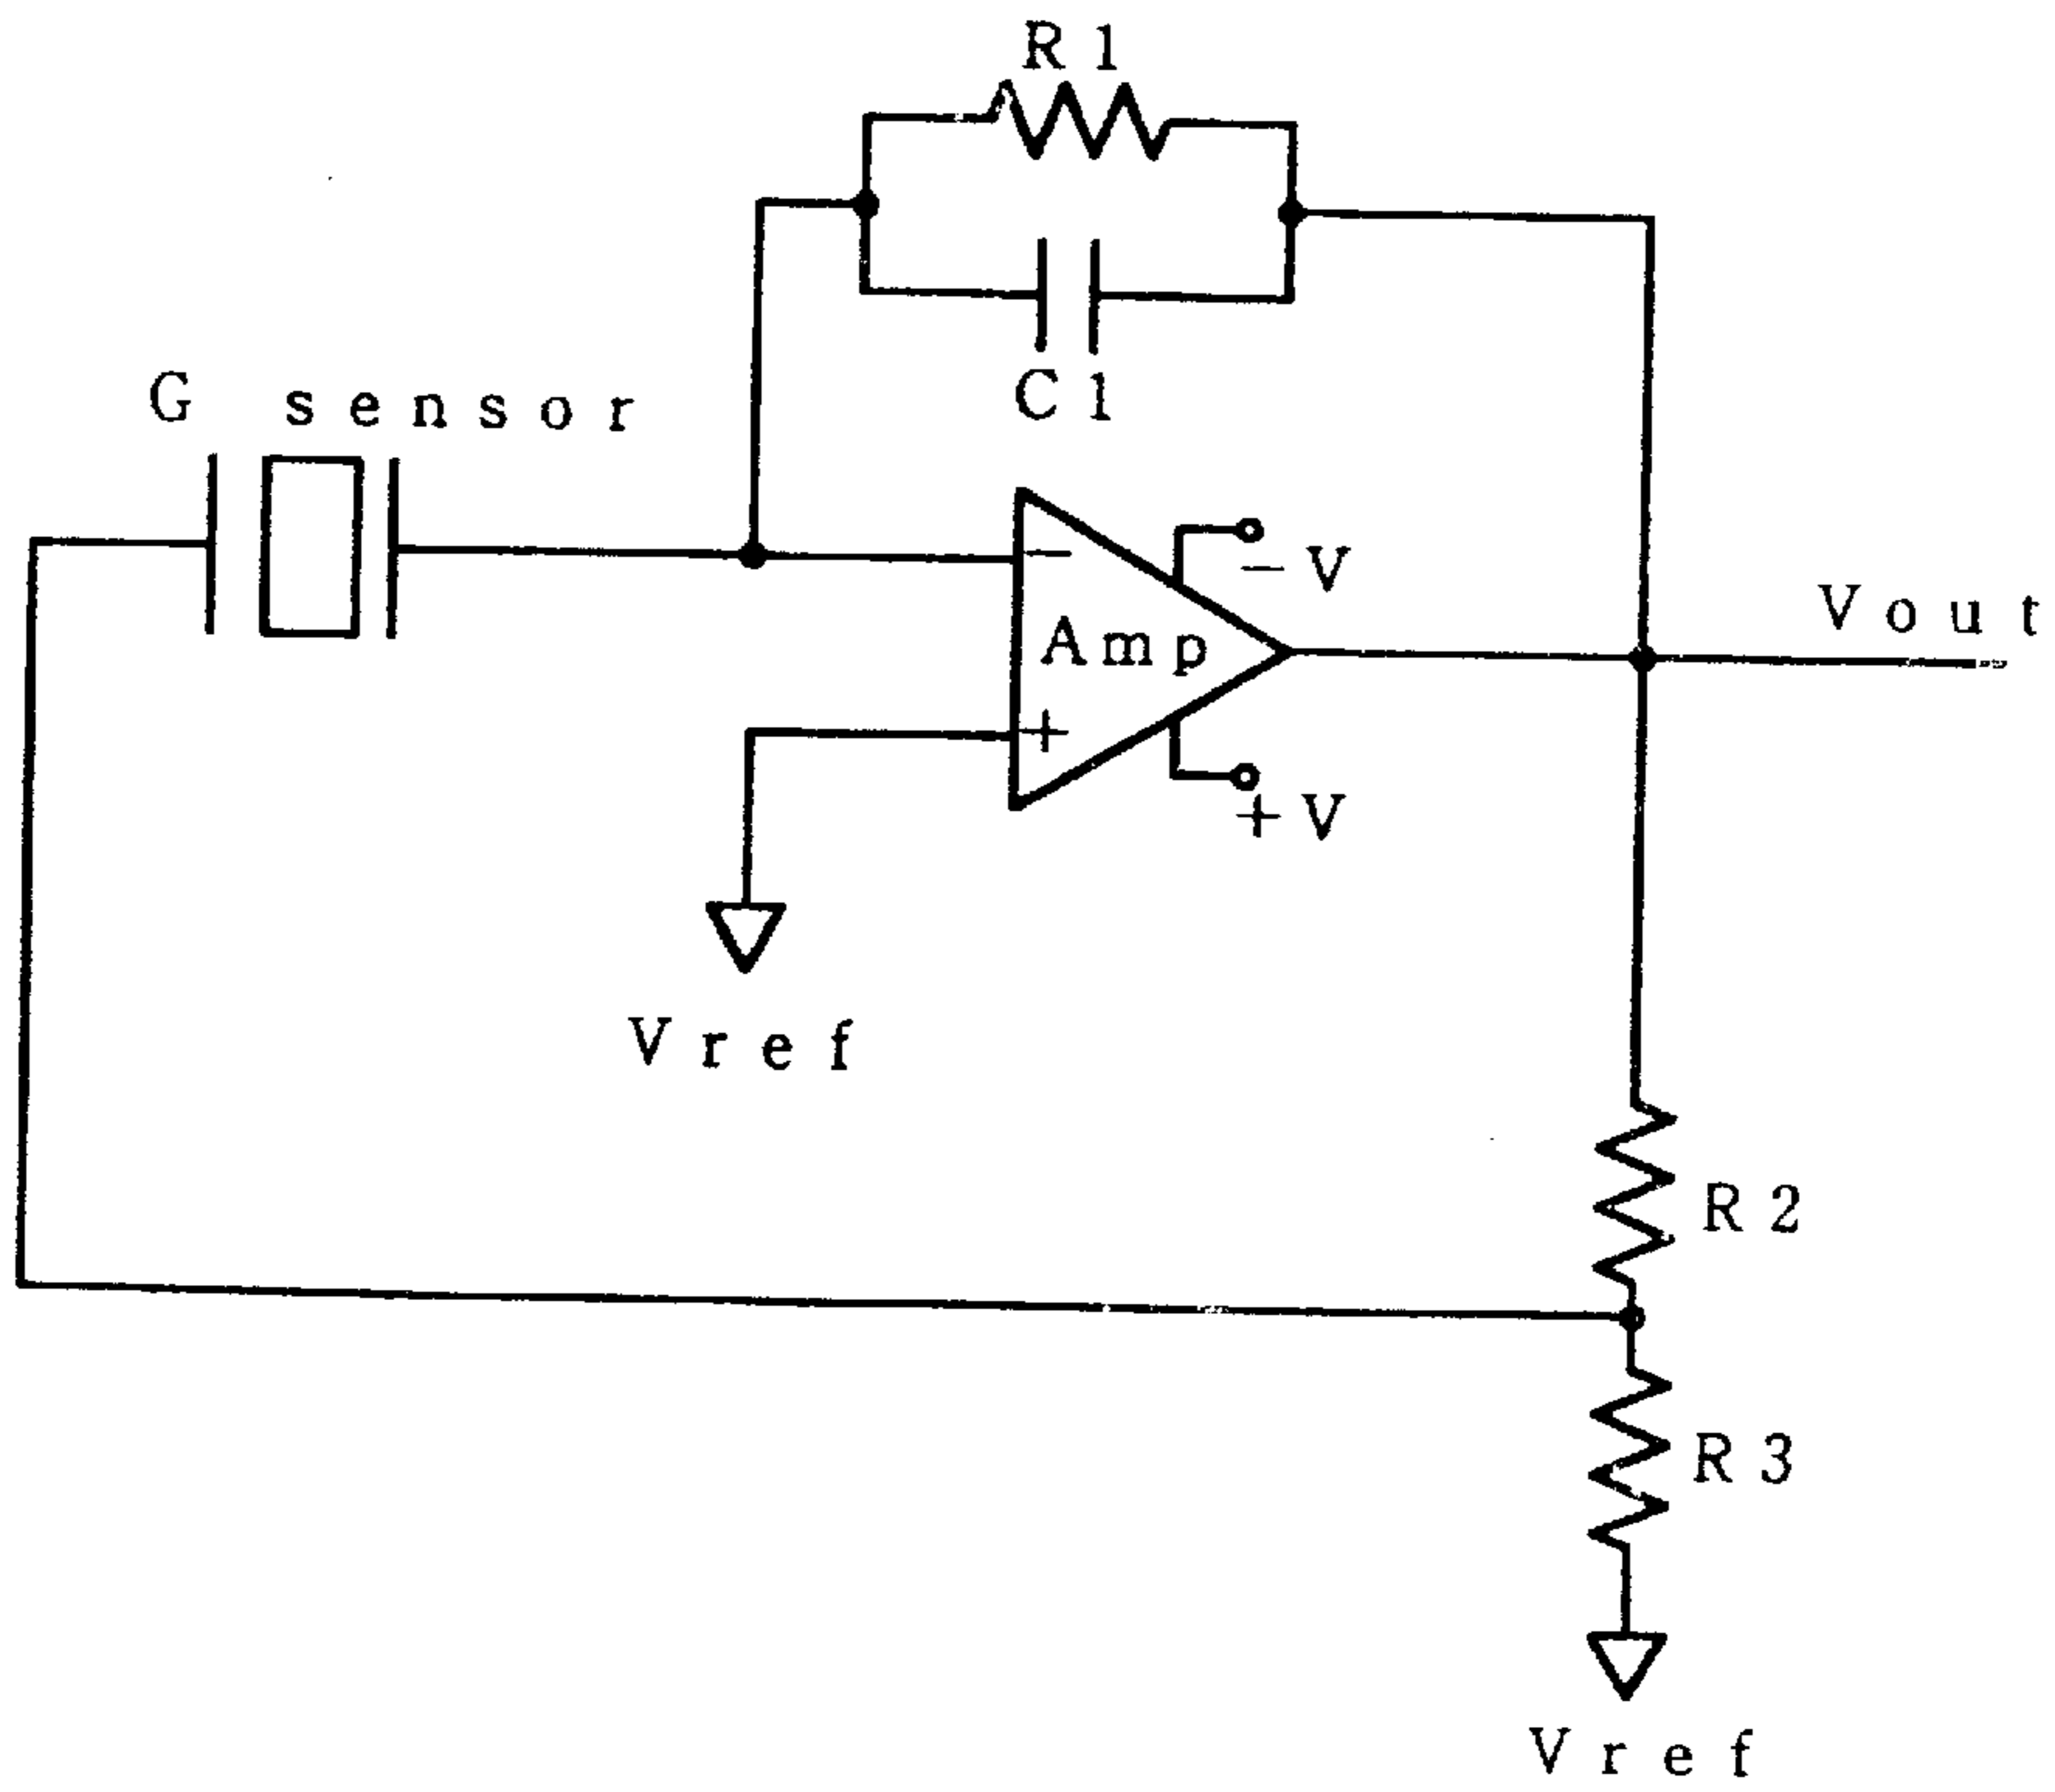 R1
C1
G sensor
−
−V
Amp
Vout
+
+V
Vref
R2
R3
Vref